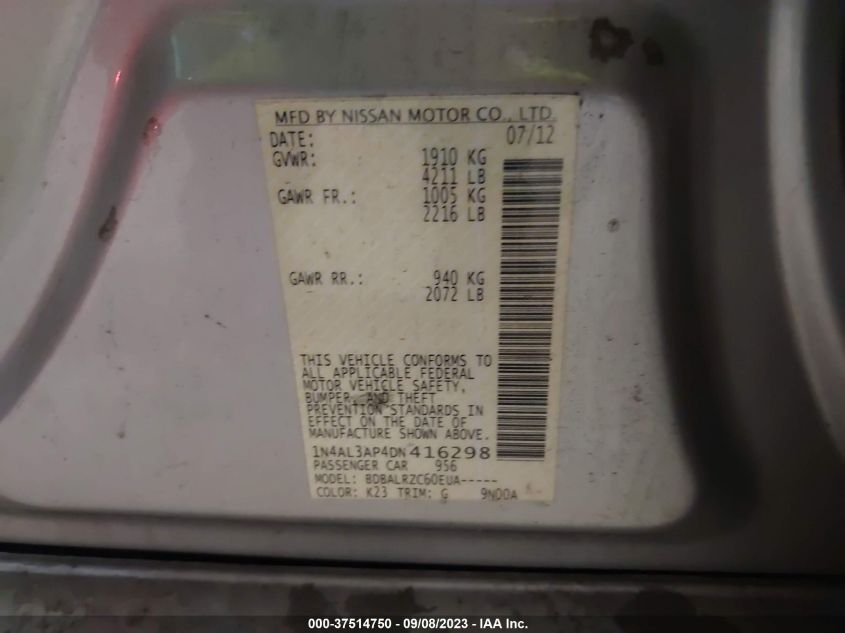 MFD BY NISSAN MOTOR CO., LTD.
DATE: 07/12
GVWR: 1910 KG
4211 LB
GAWR FR.: 1005 KG
2216 LB
GAWR RR.: 940 KG
2072 LB
THIS VEHICLE CONFORMS TO
ALL APPLICABLE FEDERAL
MOTOR VEHICLE SAFETY,
BUMPER, AND THEFT
PREVENTION STANDARDS IN
EFFECT ON THE DATE OF
MANUFACTURE SHOWN ABOVE.
1N4AL3AP4DN416298
PASSENGER CAR 956
MODEL: BDBALRZC60EUA-----
COLOR: K23 TRIM: G 9N00A
000-37514750 - 09/08/2023 - IAA Inc.